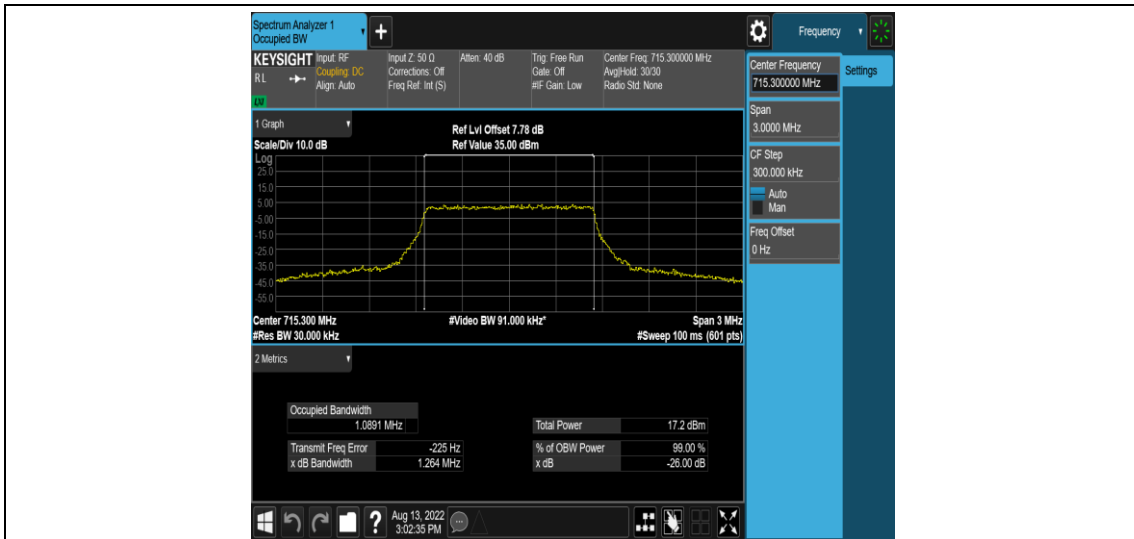 Spectrum Analyzer 1
Occupied BW
+
Frequency
KEYSIGHT
RL
LXI
Input: RF
Coupling: DC
Align: Auto
Input Z: 50 Ω
Corrections: Off
Freq Ref: Int (S)
Atten: 40 dB
Trig: Free Run
Gate: Off
#IF Gain: Low
Center Freq: 715.300000 MHz
Avg|Hold: 30/30
Radio Std: None
Center Frequency
715.300000 MHz
Settings
Span
3.0000 MHz
CF Step
300.000 kHz
Auto
Man
Freq Offset
0 Hz
1 Graph
Scale/Div 10.0 dB
Ref Lvl Offset 7.78 dB
Ref Value 35.00 dBm
Log
25.0
15.0
5.00
-5.00
-15.0
-25.0
-35.0
-45.0
-55.0
Center 715.300 MHz
#Res BW 30.000 kHz
#Video BW 91.000 kHz*
Span 3 MHz
#Sweep 100 ms (601 pts)
2 Metrics
Occupied Bandwidth
1.0891 MHz
Total Power 17.2 dBm
Transmit Freq Error -225 Hz
% of OBW Power 99.00 %
x dB Bandwidth 1.264 MHz
x dB -26.00 dB
?
Aug 13, 2022
3:02:35 PM